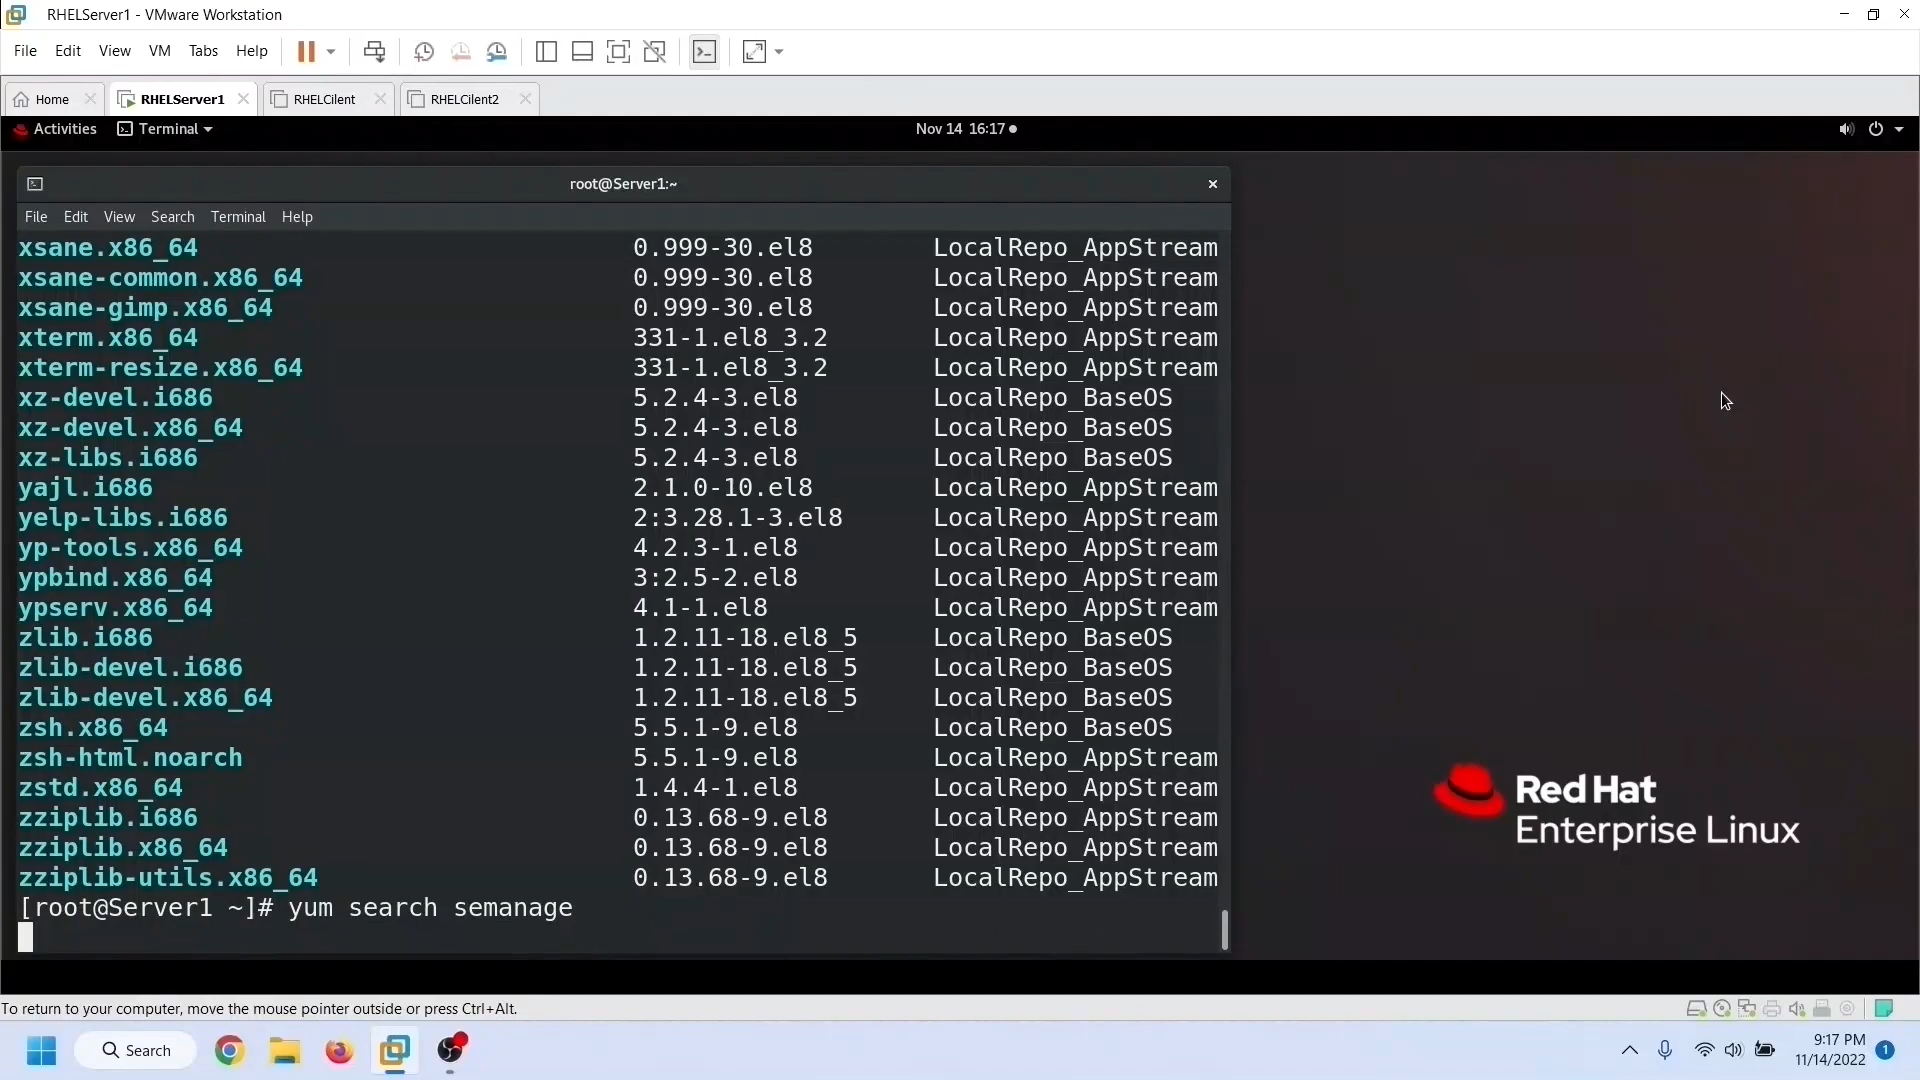 RHELServer1 - VMware Workstation
File Edit View VM Tabs Help
Home RHELServer1 RHELCilent RHELCilent2
Activities Terminal Nov 14 16:17
root@Server1:~
File Edit View Search Terminal Help
xsane.x86_64 0.999-30.el8 LocalRepo_AppStream
xsane-common.x86_64 0.999-30.el8 LocalRepo_AppStream
xsane-gimp.x86_64 0.999-30.el8 LocalRepo_AppStream
xterm.x86_64 331-1.el8_3.2 LocalRepo_AppStream
xterm-resize.x86_64 331-1.el8_3.2 LocalRepo_AppStream
xz-devel.i686 5.2.4-3.el8 LocalRepo_BaseOS
xz-devel.x86_64 5.2.4-3.el8 LocalRepo_BaseOS
xz-libs.i686 5.2.4-3.el8 LocalRepo_BaseOS
yajl.i686 2.1.0-10.el8 LocalRepo_AppStream
yelp-libs.i686 2:3.28.1-3.el8 LocalRepo_AppStream
yp-tools.x86_64 4.2.3-1.el8 LocalRepo_AppStream
ypbind.x86_64 3:2.5-2.el8 LocalRepo_AppStream
ypserv.x86_64 4.1-1.el8 LocalRepo_AppStream
zlib.i686 1.2.11-18.el8_5 LocalRepo_BaseOS
zlib-devel.i686 1.2.11-18.el8_5 LocalRepo_BaseOS
zlib-devel.x86_64 1.2.11-18.el8_5 LocalRepo_BaseOS
zsh.x86_64 5.5.1-9.el8 LocalRepo_BaseOS
zsh-html.noarch 5.5.1-9.el8 LocalRepo_AppStream
zstd.x86_64 1.4.4-1.el8 LocalRepo_AppStream
zziplib.i686 0.13.68-9.el8 LocalRepo_AppStream
zziplib.x86_64 0.13.68-9.el8 LocalRepo_AppStream
zziplib-utils.x86_64 0.13.68-9.el8 LocalRepo_AppStream
[root@Server1 ~]# yum search semanage
Red Hat
Enterprise Linux
To return to your computer, move the mouse pointer outside or press Ctrl+Alt.
Search
9:17 PM
11/14/2022
1